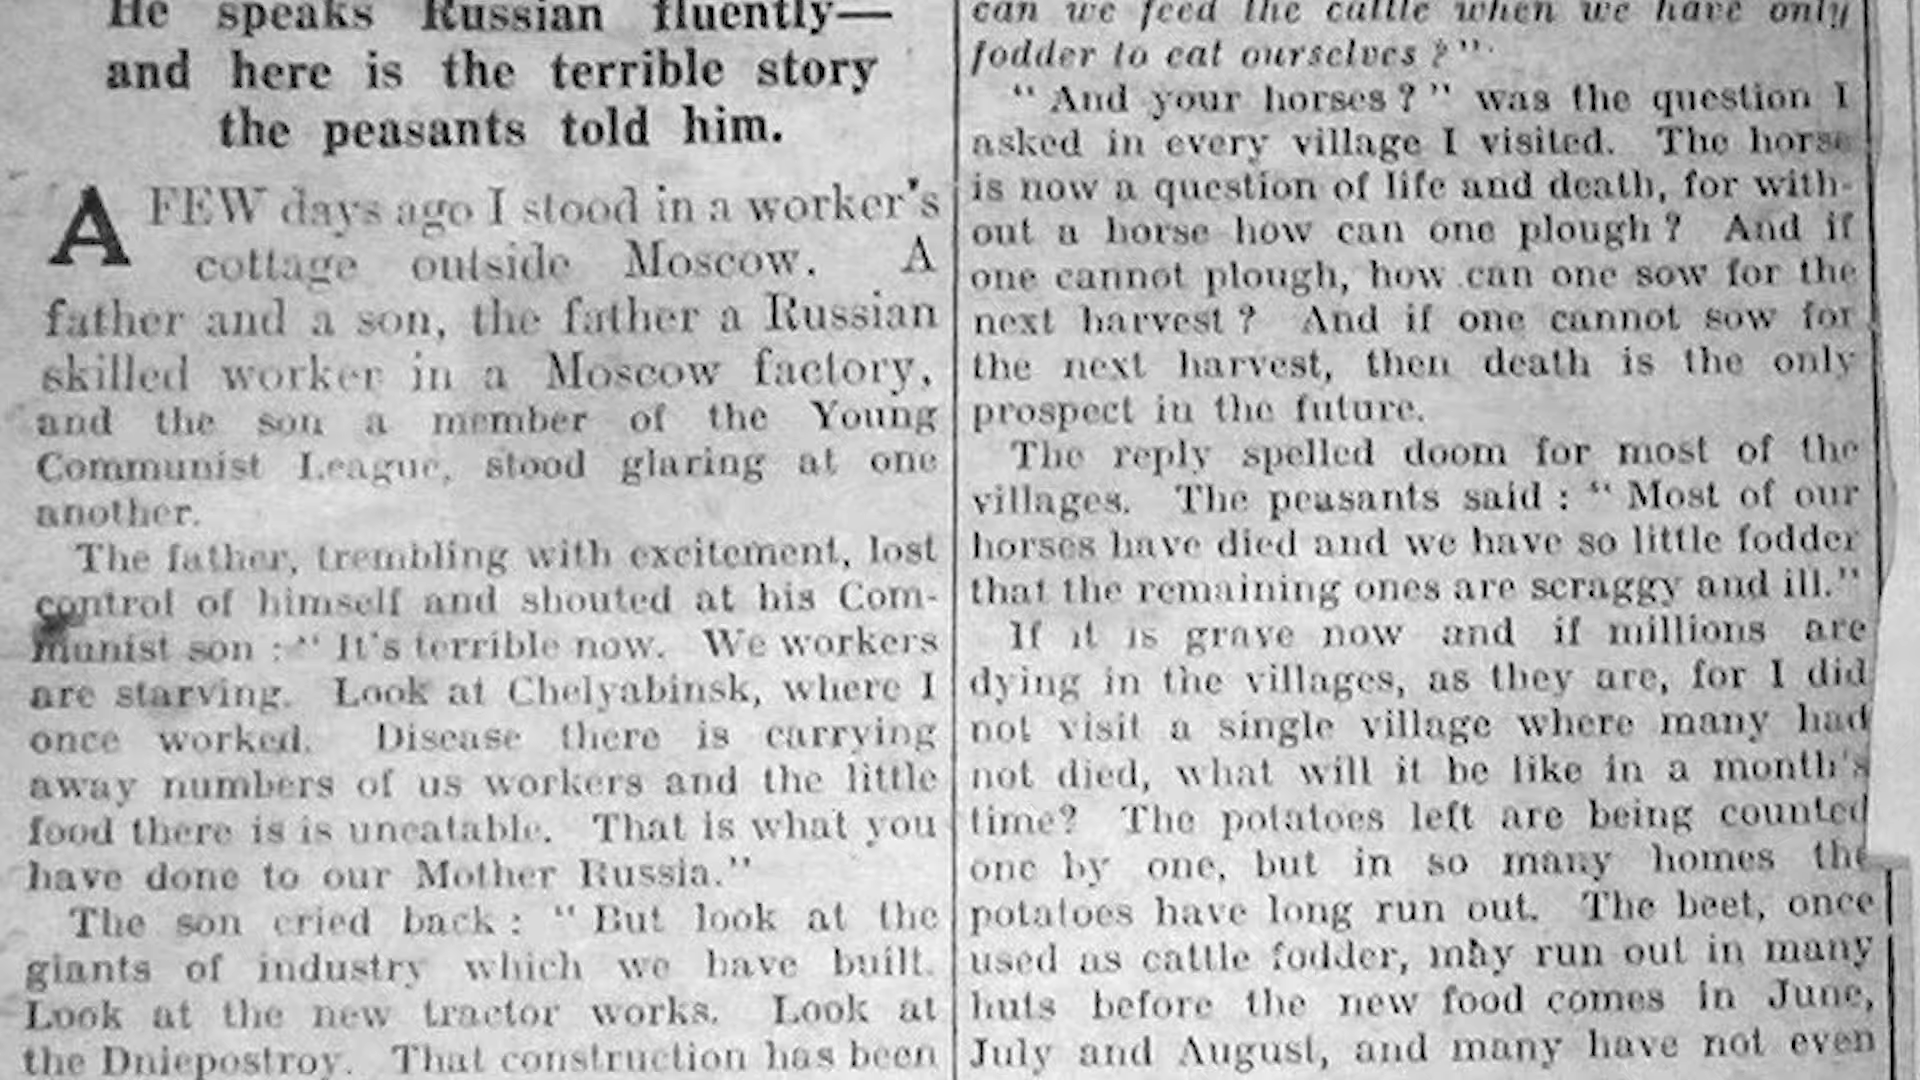 He speaks Russian fluently—
and here is the terrible story
the peasants told him.
A FEW days ago I stood in a worker's
cottage outside Moscow. A
father and a son, the father a Russian
skilled worker in a Moscow factory,
and the son a member of the Young
Communist League, stood glaring at one
another.
The father, trembling with excitement, lost
control of himself and shouted at his Com-
munist son : "It's terrible now. We workers
are starving. Look at Chelyabinsk, where I
once worked. Disease there is carrying
away numbers of us workers and the little
food there is is uneatable. That is what you
have done to our Mother Russia."
The son cried back : "But look at the
giants of industry which we have built.
Look at the new tractor works. Look at
the Dniepostroy. That construction has been
can we feed the cattle when we have only
fodder to eat ourselves?"
"And your horses?" was the question I
asked in every village I visited. The horse
is now a question of life and death, for with-
out a horse how can one plough? And if
one cannot plough, how can one sow for the
next harvest? And if one cannot sow for
the next harvest, then death is the only
prospect in the future.
The reply spelled doom for most of the
villages. The peasants said : "Most of our
horses have died and we have so little fodder
that the remaining ones are scraggy and ill."
If it is grave now and if millions are
dying in the villages, as they are, for I did
not visit a single village where many had
not died, what will it be like in a month's
time? The potatoes left are being counted
one by one, but in so many homes the
potatoes have long run out. The beet, once
used as cattle fodder, may run out in many
huts before the new food comes in June,
July and August, and many have not even